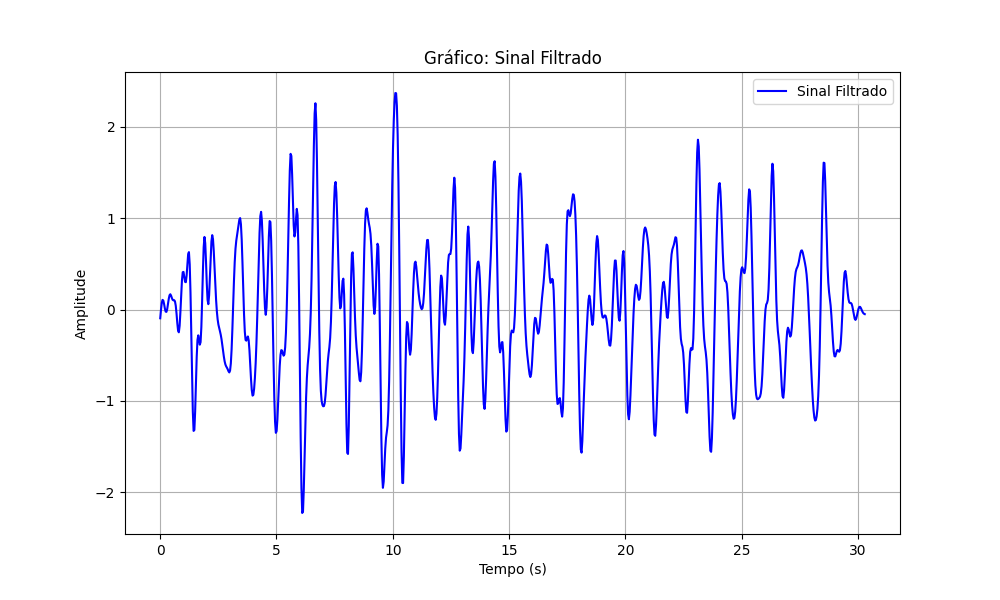 Gráfico: Sinal Filtrado
Sinal Filtrado
Amplitude
2
1
0
−1
−2
0 5 10 15 20 25 30
Tempo (s)